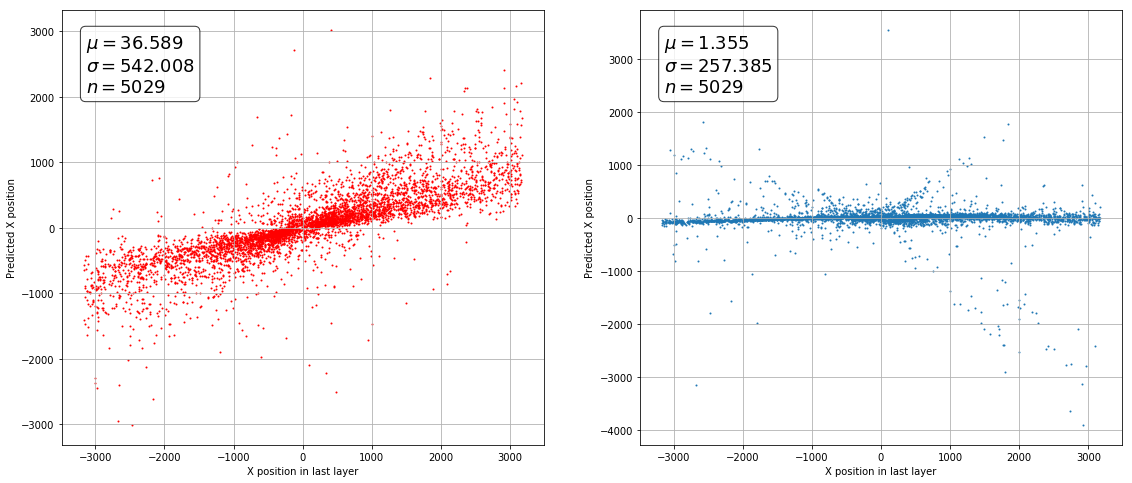 3000
2000
1000
0
−1000
−2000
−3000
Predicted X position
μ = 36.589
σ = 542.008
n = 5029
−3000 −2000 −1000 0 1000 2000 3000
X position in last layer
3000
2000
1000
0
−1000
−2000
−3000
−4000
Predicted X position
μ = 1.355
σ = 257.385
n = 5029
−3000 −2000 −1000 0 1000 2000 3000
X position in last layer